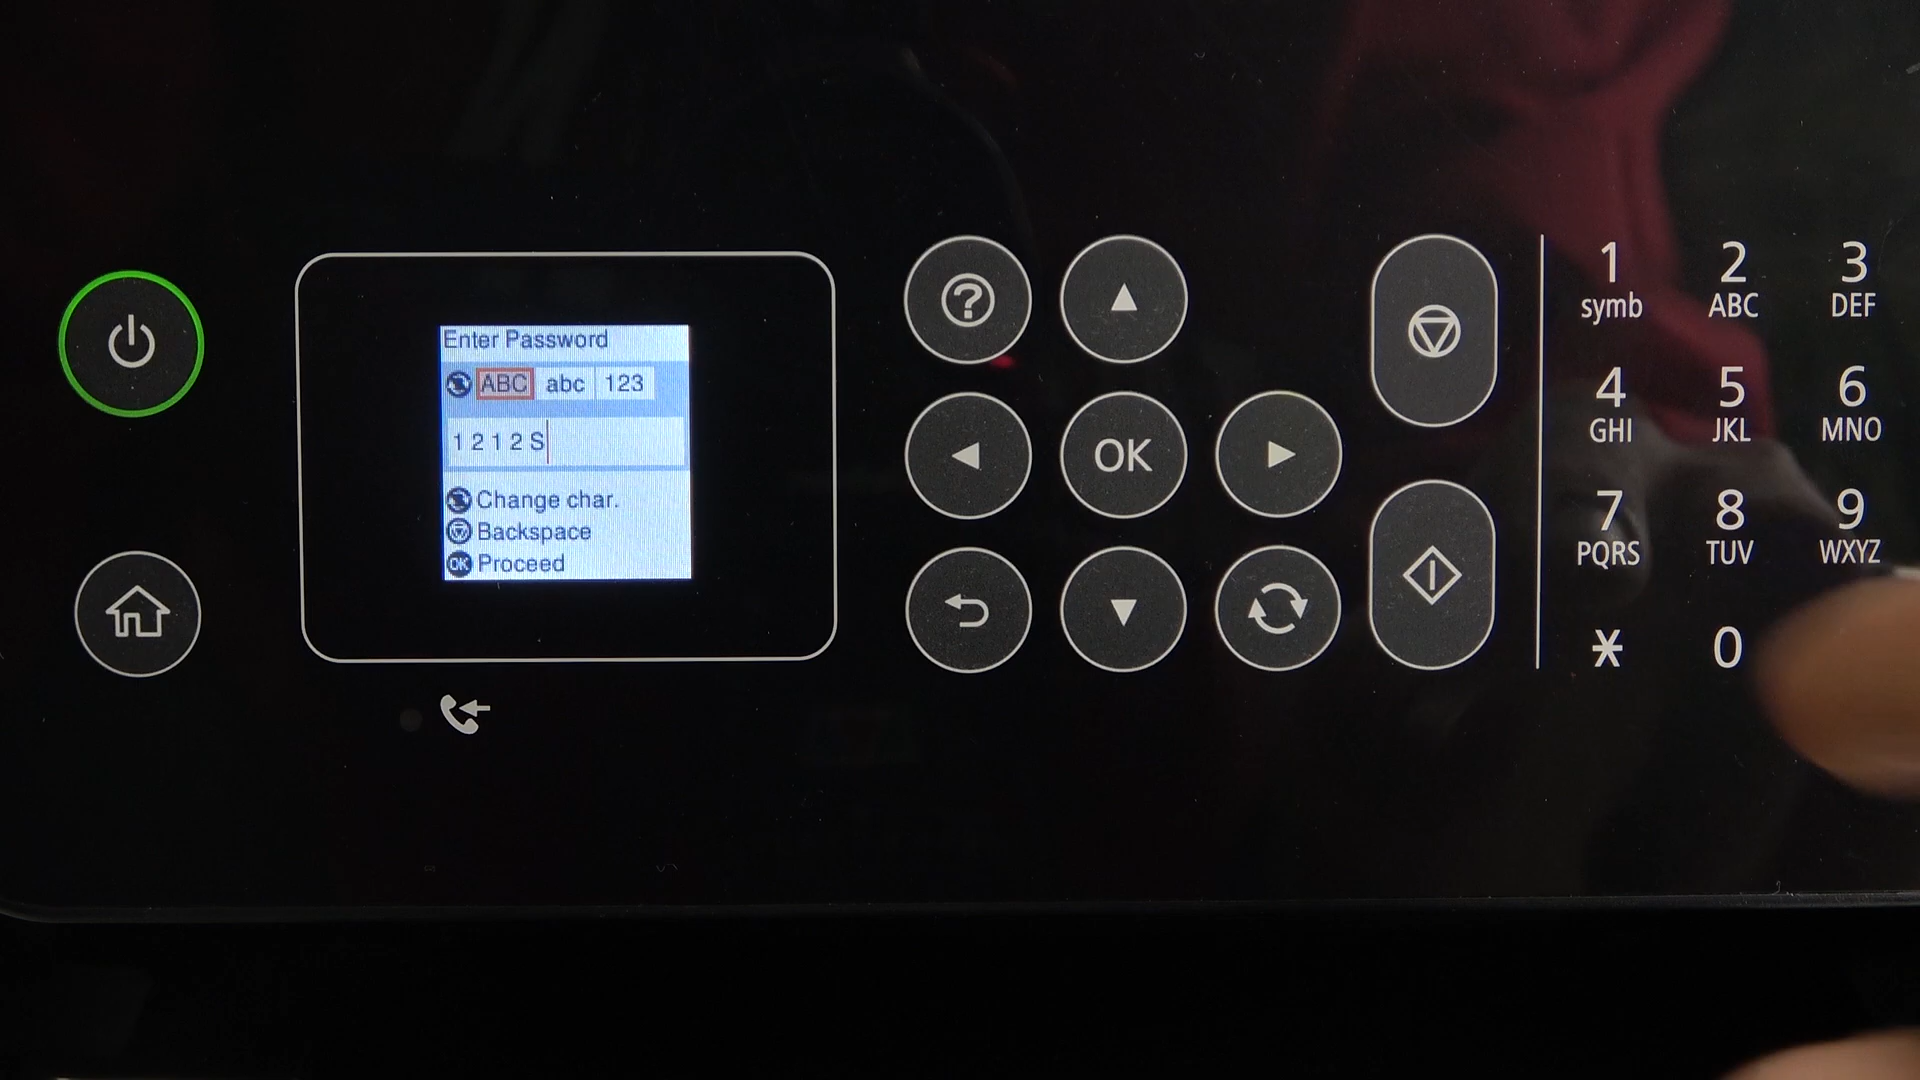 Enter Password
ABC abc 123
1212S
Change char.
Backspace
OK Proceed
OK
1 2 3
symb ABC DEF
4 5 6
GHI JKL MNO
7 8 9
PQRS TUV WXYZ
* 0